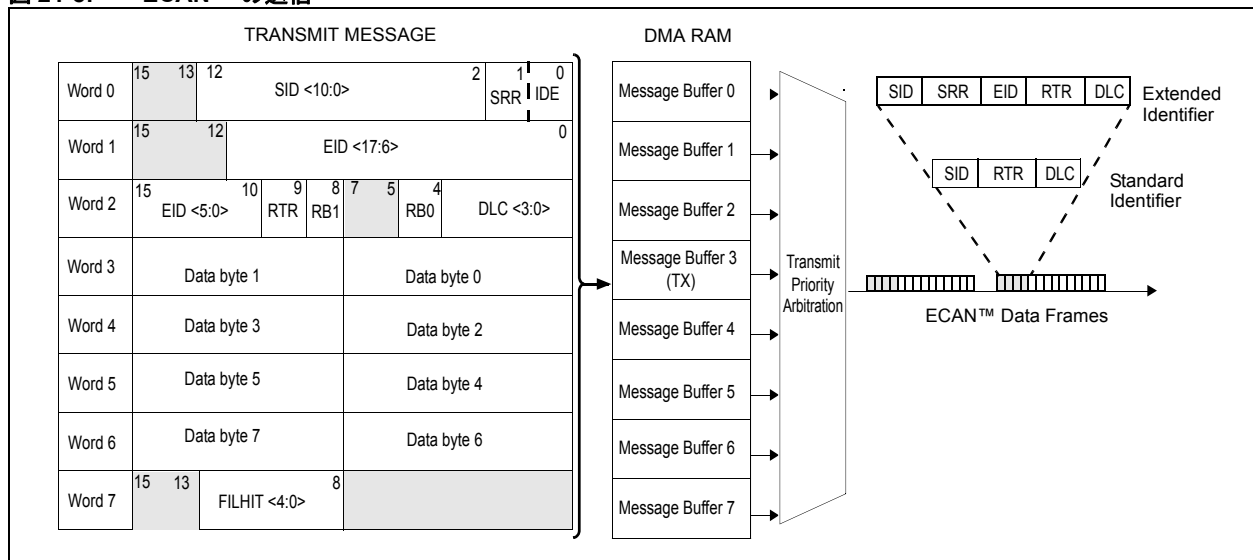 ECAN™ の送信
TRANSMIT MESSAGE
DMA RAM
Word 0
15 13 12 2 1 0
SID <10:0>
SRR IDE
Word 1
15 12 0
EID <17:6>
Word 2
15 10 9 8 7 5 4
EID <5:0> RTR RB1 RB0 DLC <3:0>
Word 3
Data byte 1 Data byte 0
Word 4
Data byte 3 Data byte 2
Word 5
Data byte 5 Data byte 4
Word 6
Data byte 7 Data byte 6
Word 7
15 13 8
FILHIT <4:0>
Message Buffer 0
Message Buffer 1
Message Buffer 2
Message Buffer 3
(TX)
Message Buffer 4
Message Buffer 5
Message Buffer 6
Message Buffer 7
Transmit
Priority
Arbitration
SID SRR EID RTR DLC
Extended
Identifier
SID RTR DLC
Standard
Identifier
ECAN™ Data Frames